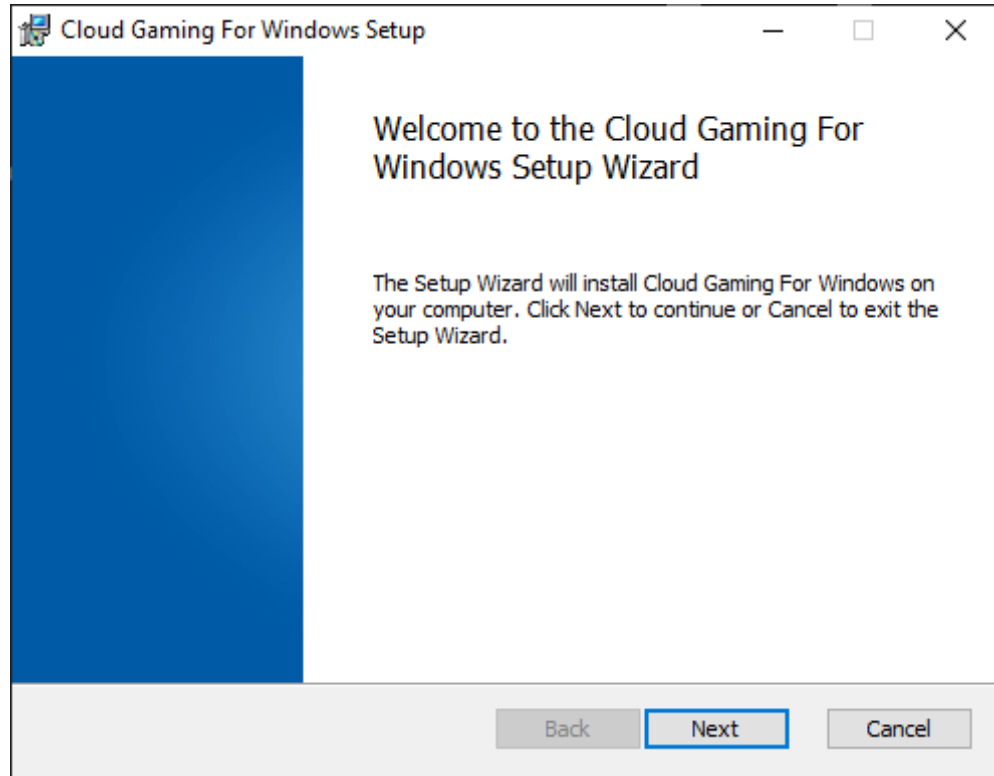 Cloud Gaming For Windows Setup
Welcome to the Cloud Gaming For
Windows Setup Wizard
The Setup Wizard will install Cloud Gaming For Windows on
your computer. Click Next to continue or Cancel to exit the
Setup Wizard.
Back Next Cancel